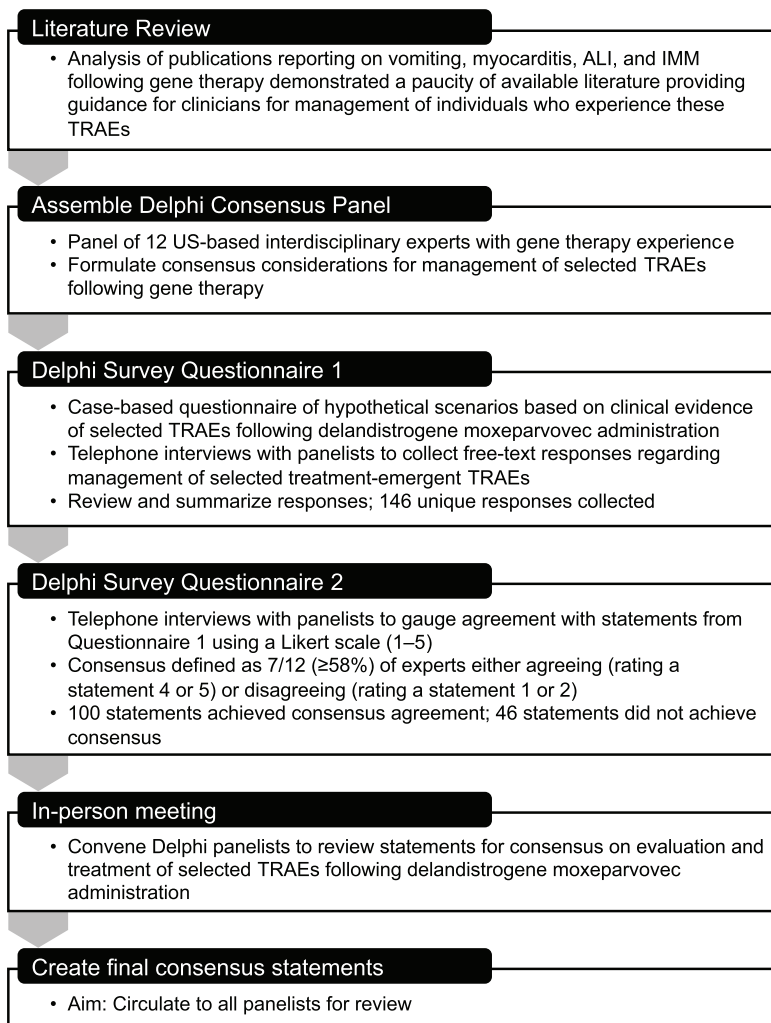 Literature Review
• Analysis of publications reporting on vomiting, myocarditis, ALI, and IMM
following gene therapy demonstrated a paucity of available literature providing
guidance for clinicians for management of individuals who experience these
TRAEs
Assemble Delphi Consensus Panel
• Panel of 12 US-based interdisciplinary experts with gene therapy experience
• Formulate consensus considerations for management of selected TRAEs
following gene therapy
Delphi Survey Questionnaire 1
• Case-based questionnaire of hypothetical scenarios based on clinical evidence
of selected TRAEs following delandistrogene moxeparvovec administration
• Telephone interviews with panelists to collect free-text responses regarding
management of selected treatment-emergent TRAEs
• Review and summarize responses; 146 unique responses collected
Delphi Survey Questionnaire 2
• Telephone interviews with panelists to gauge agreement with statements from
Questionnaire 1 using a Likert scale (1–5)
• Consensus defined as 7/12 (≥58%) of experts either agreeing (rating a
statement 4 or 5) or disagreeing (rating a statement 1 or 2)
• 100 statements achieved consensus agreement; 46 statements did not achieve
consensus
In-person meeting
• Convene Delphi panelists to review statements for consensus on evaluation and
treatment of selected TRAEs following delandistrogene moxeparvovec
administration
Create final consensus statements
• Aim: Circulate to all panelists for review